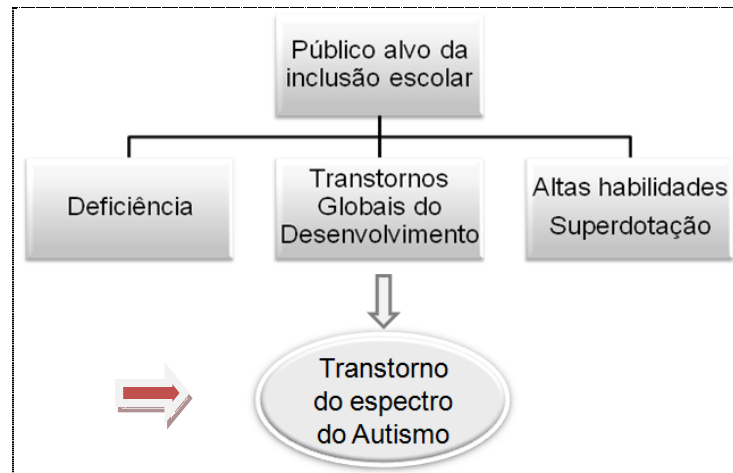 Público alvo da
inclusão escolar
Deficiência
Transtornos
Globais do
Desenvolvimento
Altas habilidades
Superdotação
Transtorno
do espectro
do Autismo